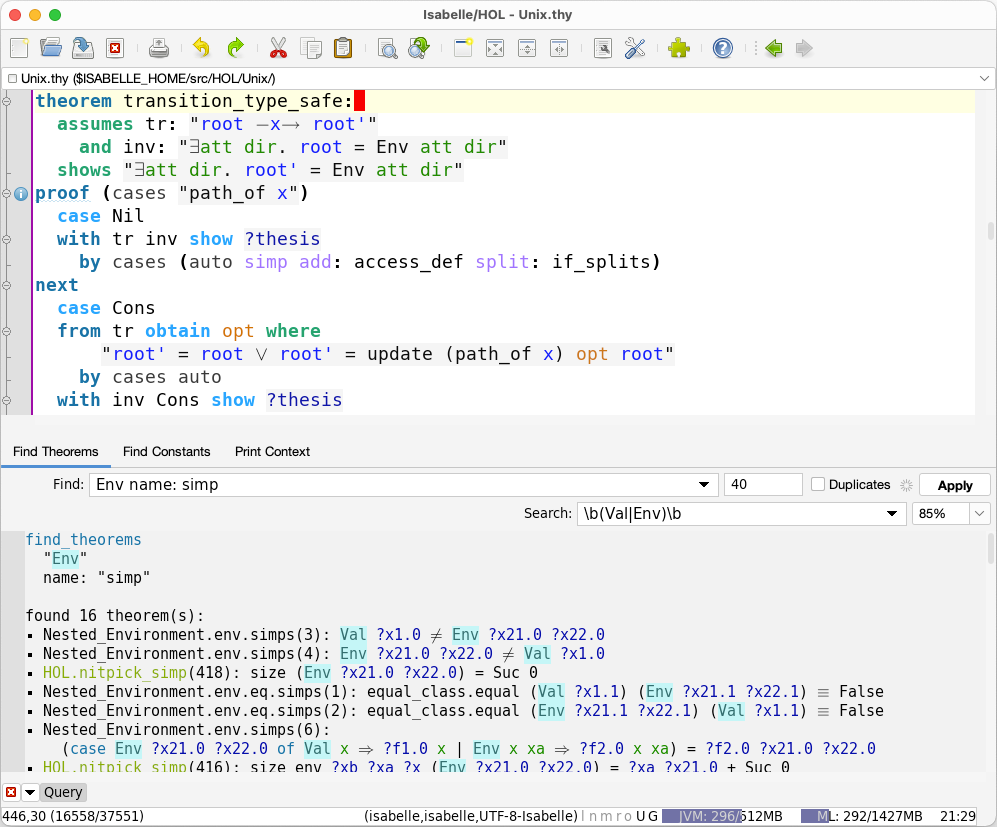 Isabelle/HOL - Unix.thy
Unix.thy ($ISABELLE_HOME/src/HOL/Unix/)
theorem transition_type_safe:
assumes tr: "root −x→ root'"
and inv: "∃att dir. root = Env att dir"
shows "∃att dir. root' = Env att dir"
proof (cases "path_of x")
case Nil
with tr inv show ?thesis
by cases (auto simp add: access_def split: if_splits)
next
case Cons
from tr obtain opt where
"root' = root ∨ root' = update (path_of x) opt root"
by cases auto
with inv Cons show ?thesis
Find Theorems Find Constants Print Context
Find: Env name: simp 40 Duplicates Apply
Search: \b(Val|Env)\b 85%
find_theorems
"Env"
name: "simp"
found 16 theorem(s):
▪ Nested_Environment.env.simps(3): Val ?x1.0 ≠ Env ?x21.0 ?x22.0
▪ Nested_Environment.env.simps(4): Env ?x21.0 ?x22.0 ≠ Val ?x1.0
▪ HOL.nitpick_simp(418): size (Env ?x21.0 ?x22.0) = Suc 0
▪ Nested_Environment.env.eq.simps(1): equal_class.equal (Val ?x1.1) (Env ?x21.1 ?x22.1) ≡ False
▪ Nested_Environment.env.eq.simps(2): equal_class.equal (Env ?x21.1 ?x22.1) (Val ?x1.1) ≡ False
▪ Nested_Environment.env.simps(6):
(case Env ?x21.0 ?x22.0 of Val x ⇒ ?f1.0 x | Env x xa ⇒ ?f2.0 x xa) = ?f2.0 ?x21.0 ?x22.0
▪ HOL.nitpick_simp(416): size_env ?xb ?xa ?x (Env ?x21.0 ?x22.0) = ?xa ?x21.0 + Suc 0
Query
446,30 (16558/37551) (isabelle,isabelle,UTF-8-Isabelle) l n m r o U G JVM: 296/512MB ML: 292/1427MB 21:29